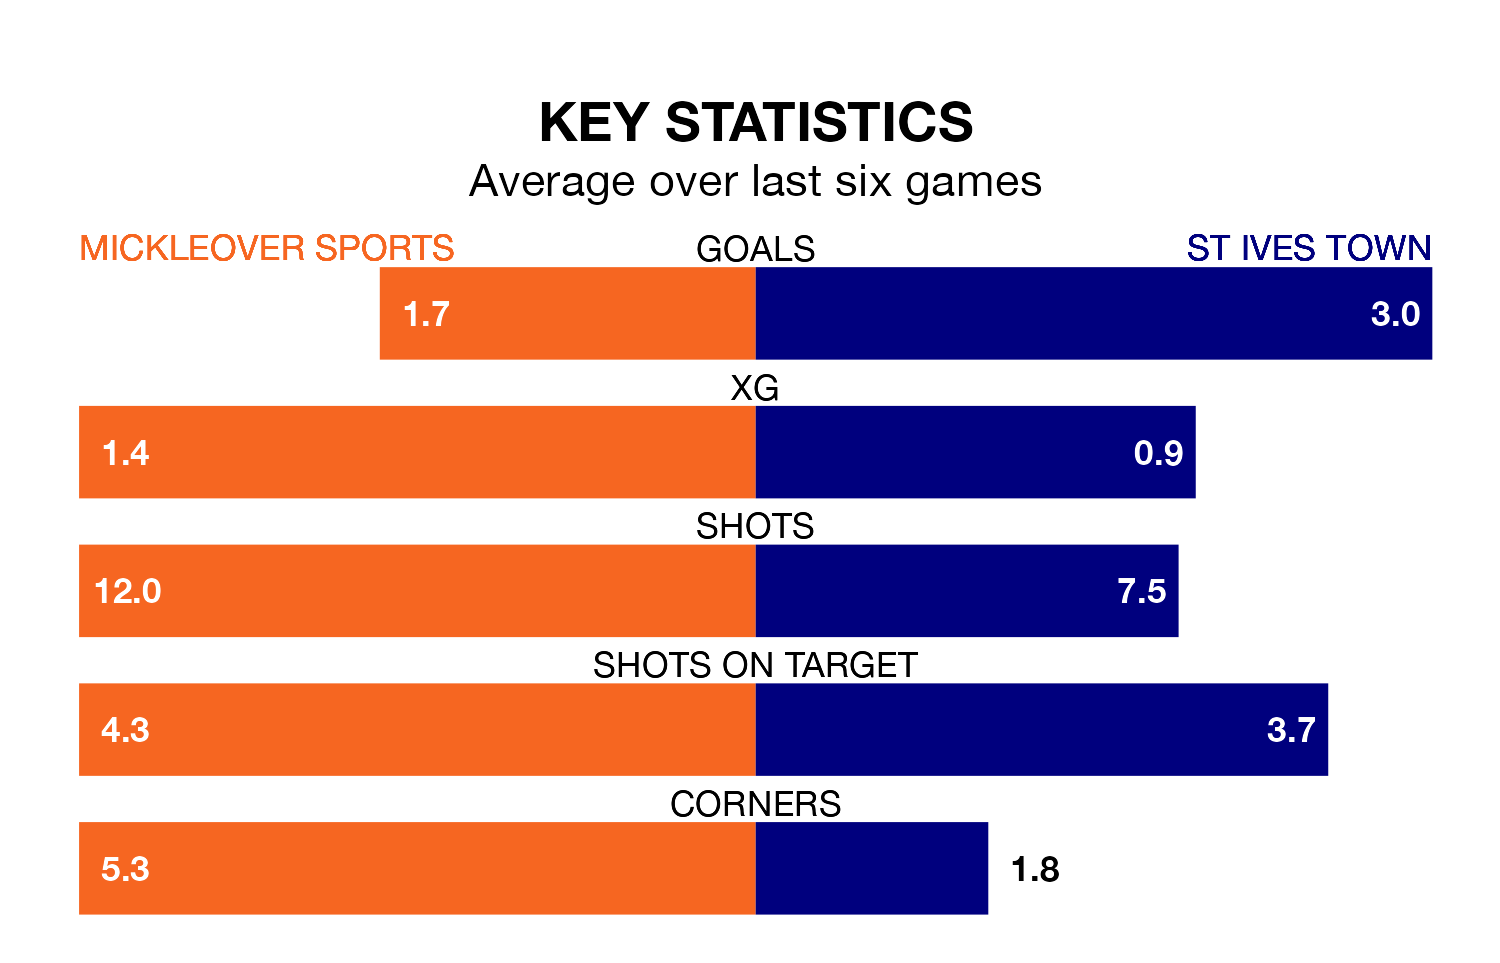 KEY STATISTICS
Average over last six games
MICKLEOVER SPORTS GOALS ST IVES TOWN
1.7 3.0
XG
1.4 0.9
SHOTS
12.0 7.5
SHOTS ON TARGET
4.3 3.7
CORNERS
5.3 1.8